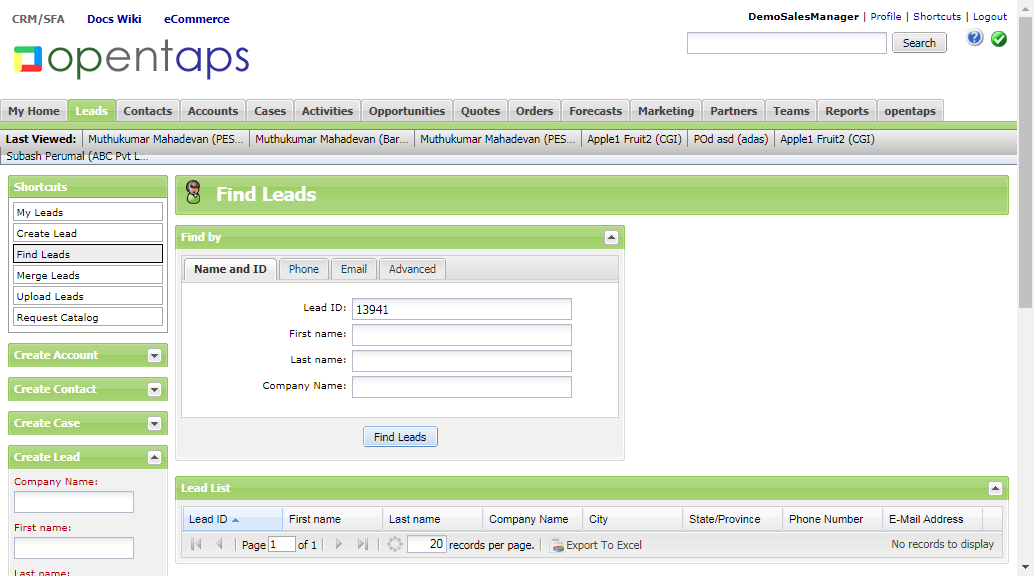 CRM/SFA Docs Wiki eCommerce
DemoSalesManager | Profile | Shortcuts | Logout
opentaps
Search
My Home Leads Contacts Accounts Cases Activities Opportunities Quotes Orders Forecasts Marketing Partners Teams Reports opentaps
Last Viewed: Muthukumar Mahadevan (PES... Muthukumar Mahadevan (Bar... Muthukumar Mahadevan (PES... Apple1 Fruit2 (CGI) POd asd (adas) Apple1 Fruit2 (CGI)
Subash Perumal (ABC Pvt L...
Shortcuts
My Leads
Create Lead
Find Leads
Merge Leads
Upload Leads
Request Catalog
Create Account
Create Contact
Create Case
Create Lead
Company Name:
First name:
Last name:
Find Leads
Find by
Name and ID Phone Email Advanced
Lead ID: 13941
First name:
Last name:
Company Name:
Find Leads
Lead List
Lead ID First name Last name Company Name City State/Province Phone Number E-Mail Address
Page 1 of 1 20 records per page. Export To Excel No records to display